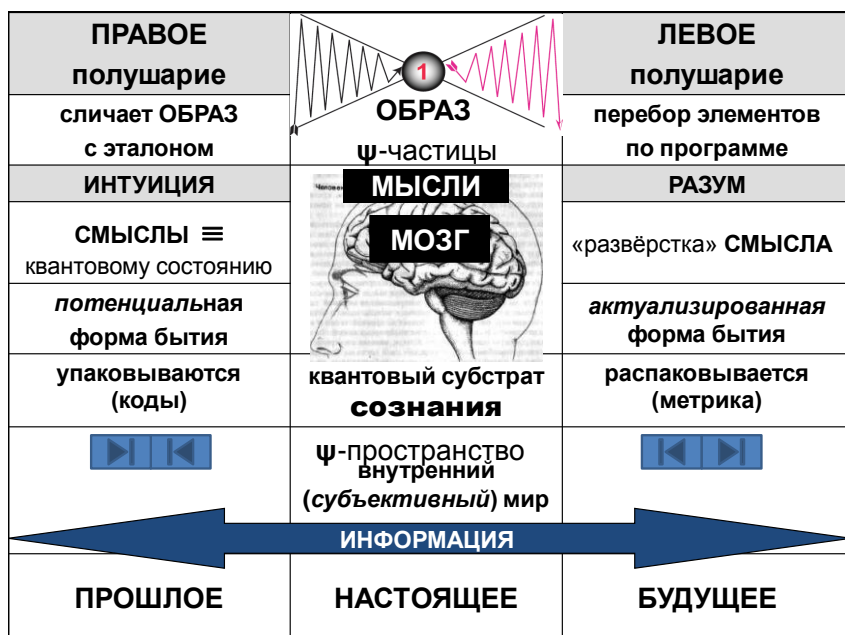 ПРАВОЕ
полушарие
1
ОБРАЗ
ЛЕВОЕ
полушарие
сличает ОБРАЗ
с эталоном
ψ-частицы
перебор элементов
по программе
ИНТУИЦИЯ
МЫСЛИ
РАЗУМ
СМЫСЛЫ ≡
квантовому состоянию
МОЗГ
«развёрстка» СМЫСЛА
потенциальная
форма бытия
актуализированная
форма бытия
упаковываются
(коды)
квантовый субстрат
сознания
распаковывается
(метрика)
ψ-пространство
внутренний
(субъективный) мир
ИНФОРМАЦИЯ
ПРОШЛОЕ
НАСТОЯЩЕЕ
БУДУЩЕЕ